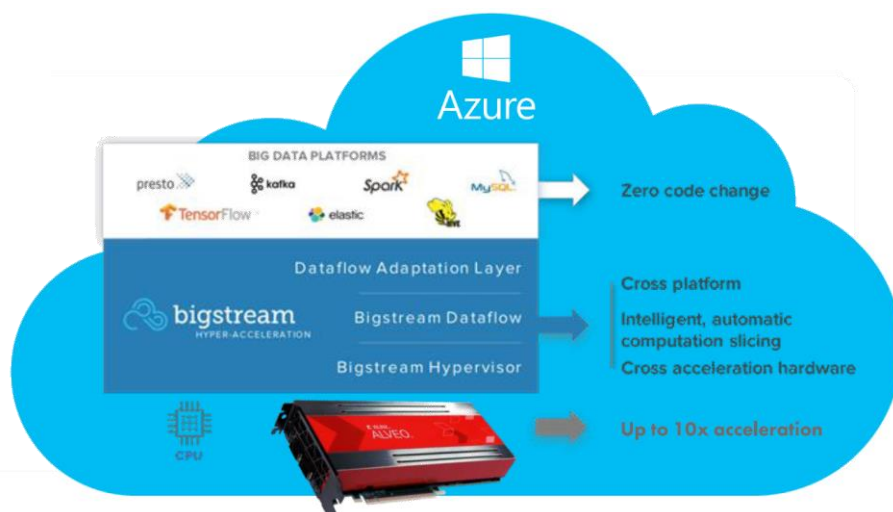 Azure
BIG DATA PLATFORMS
presto
kafka
Spark
MySQL
TensorFlow
elastic
HIVE
Zero code change
Dataflow Adaptation Layer
bigstream
HYPER-ACCELERATION
Bigstream Dataflow
Bigstream Hypervisor
Cross platform
Intelligent, automatic
computation slicing
Cross acceleration hardware
CPU
XILINX
ALVEO
Up to 10x acceleration